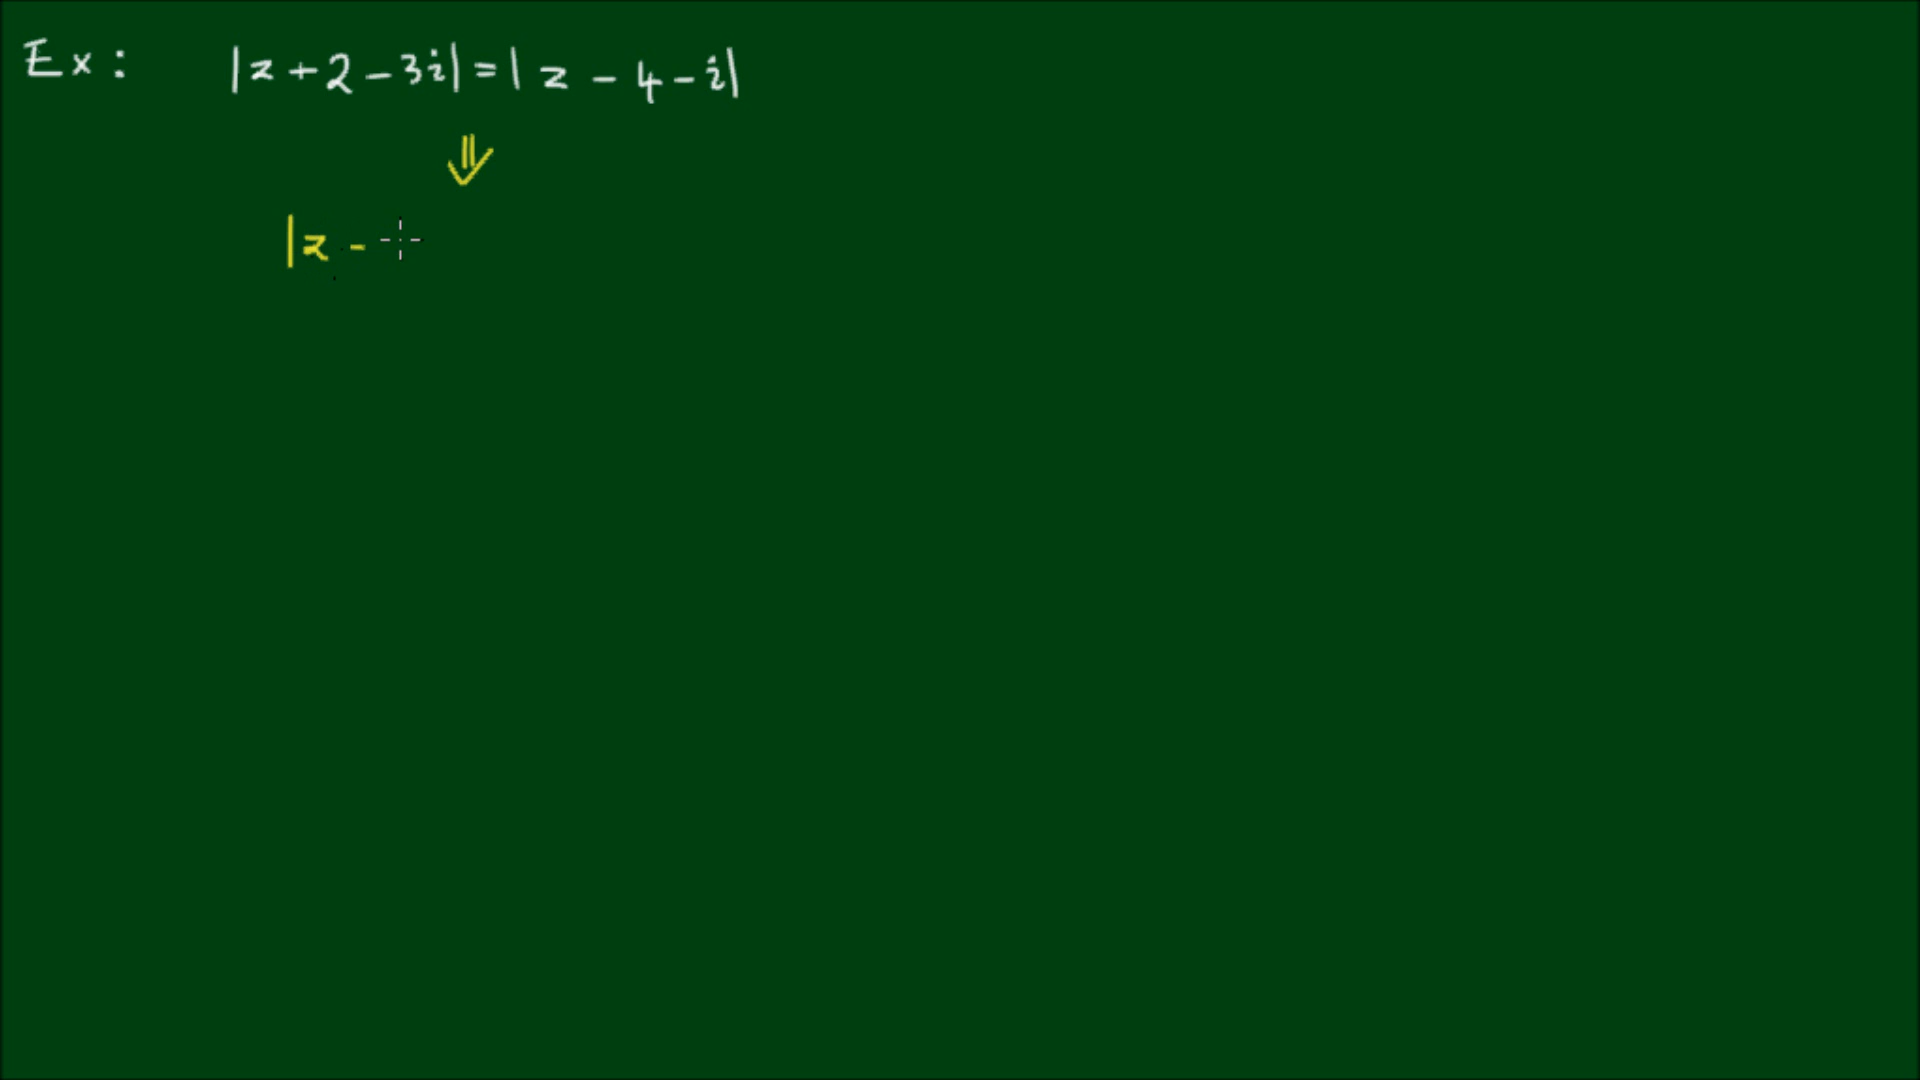 Ex: |z + 2 - 3i| = | z - 4 - i|
⇓
|z -